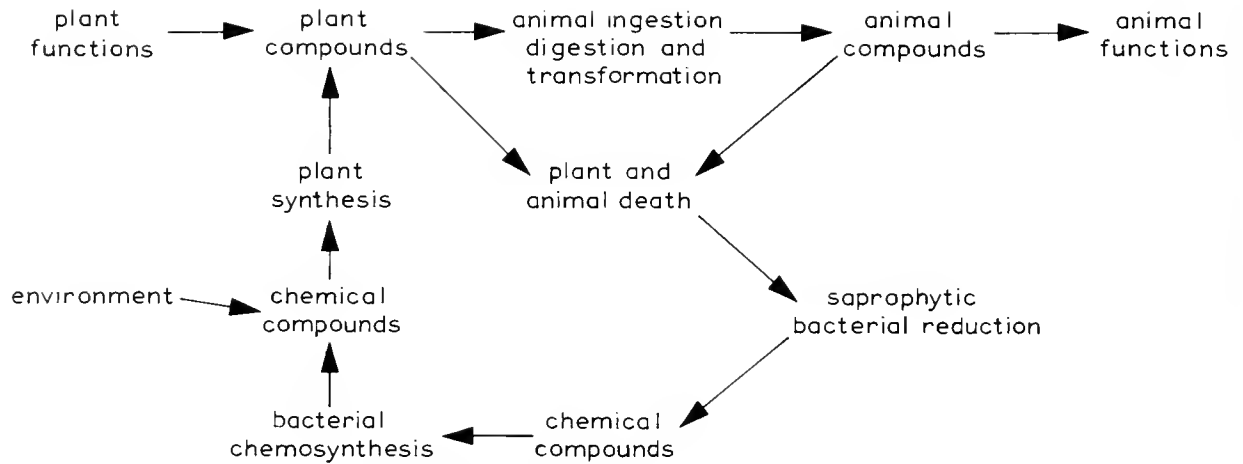 plant
functions
plant
compounds
animal ingestion
digestion and
transformation
animal
compounds
animal
functions
plant
synthesis
plant and
animal death
environment
chemical
compounds
saprophytic
bacterial reduction
bacterial
chemosynthesis
chemical
compounds